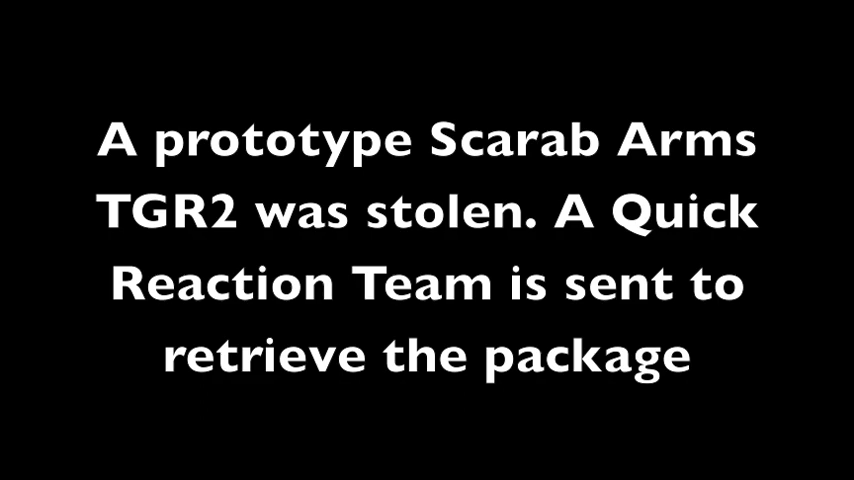 A prototype Scarab Arms
TGR2 was stolen. A Quick
Reaction Team is sent to
retrieve the package